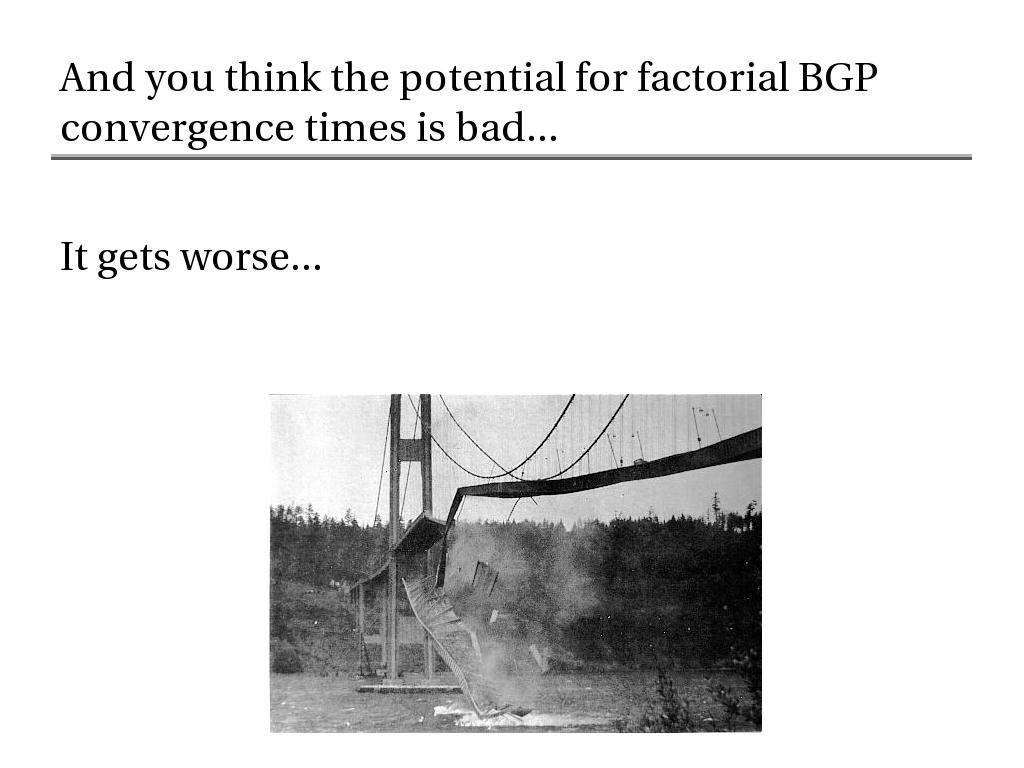 And you think the potential for factorial BGP
convergence times is bad...
It gets worse...